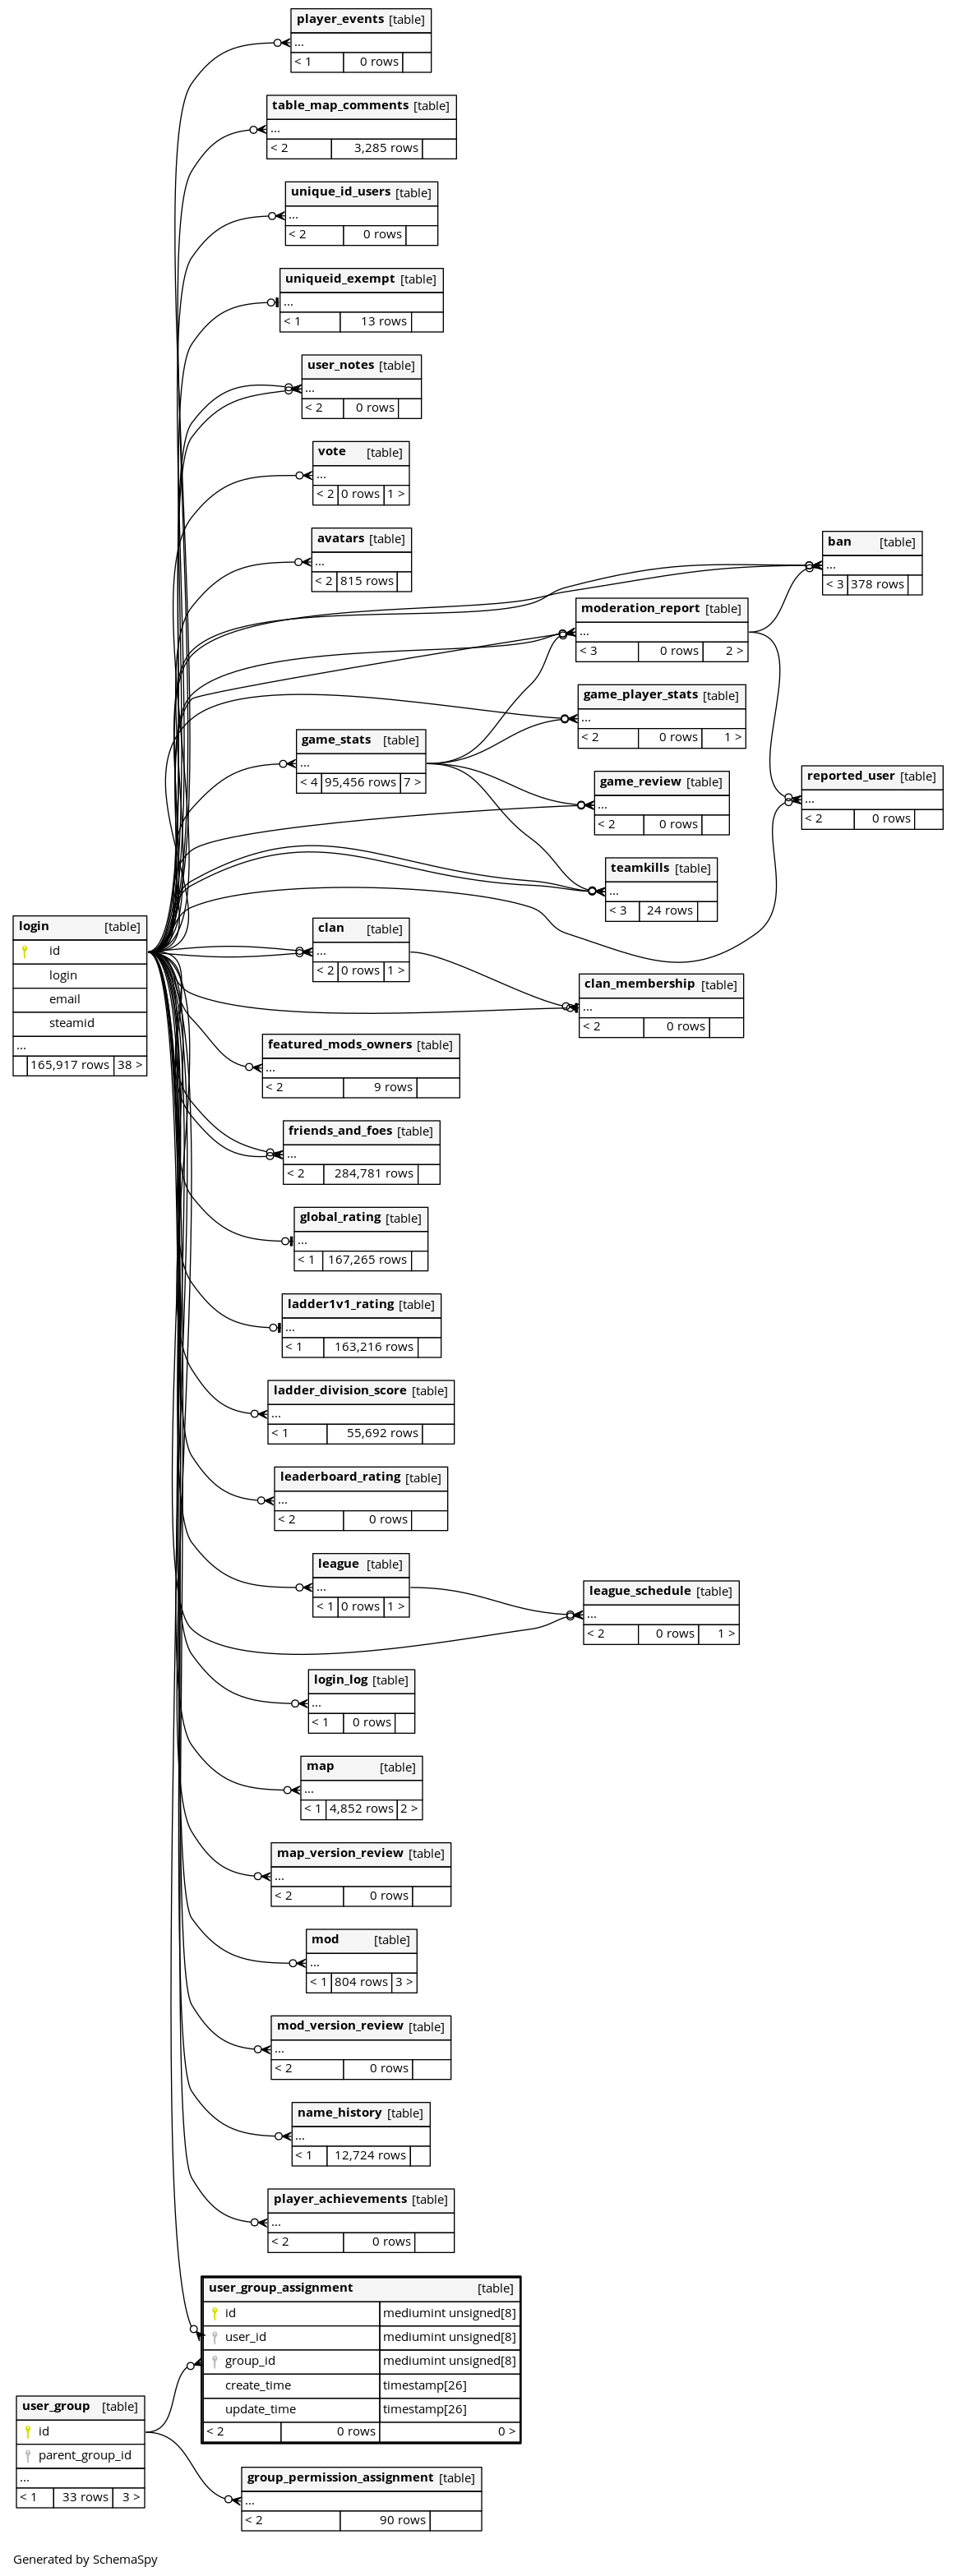 player_events [table]
...
< 1 0 rows
table_map_comments [table]
...
< 2 3,285 rows
unique_id_users [table]
...
< 2 0 rows
uniqueid_exempt [table]
...
< 1 13 rows
user_notes [table]
...
< 2 0 rows
vote [table]
...
< 2 0 rows 1 >
avatars [table]
...
< 2 815 rows
ban [table]
...
< 3 378 rows
moderation_report [table]
...
< 3 0 rows 2 >
game_player_stats [table]
...
< 2 0 rows 1 >
game_stats [table]
...
< 4 95,456 rows 7 >
game_review [table]
...
< 2 0 rows
reported_user [table]
...
< 2 0 rows
teamkills [table]
...
< 3 24 rows
login [table]
id
login
email
steamid
...
165,917 rows 38 >
clan [table]
...
< 2 0 rows 1 >
clan_membership [table]
...
< 2 0 rows
featured_mods_owners [table]
...
< 2 9 rows
friends_and_foes [table]
...
< 2 284,781 rows
global_rating [table]
...
< 1 167,265 rows
ladder1v1_rating [table]
...
< 1 163,216 rows
ladder_division_score [table]
...
< 1 55,692 rows
leaderboard_rating [table]
...
< 2 0 rows
league [table]
...
< 1 0 rows 1 >
league_schedule [table]
...
< 2 0 rows 1 >
login_log [table]
...
< 1 0 rows
map [table]
...
< 1 4,852 rows 2 >
map_version_review [table]
...
< 2 0 rows
mod [table]
...
< 1 804 rows 3 >
mod_version_review [table]
...
< 2 0 rows
name_history [table]
...
< 1 12,724 rows
player_achievements [table]
...
< 2 0 rows
user_group_assignment [table]
id mediumint unsigned[8]
user_id mediumint unsigned[8]
group_id mediumint unsigned[8]
create_time timestamp[26]
update_time timestamp[26]
< 2 0 rows 0 >
user_group [table]
id
parent_group_id
...
< 1 33 rows 3 >
group_permission_assignment [table]
...
< 2 90 rows
Generated by SchemaSpy